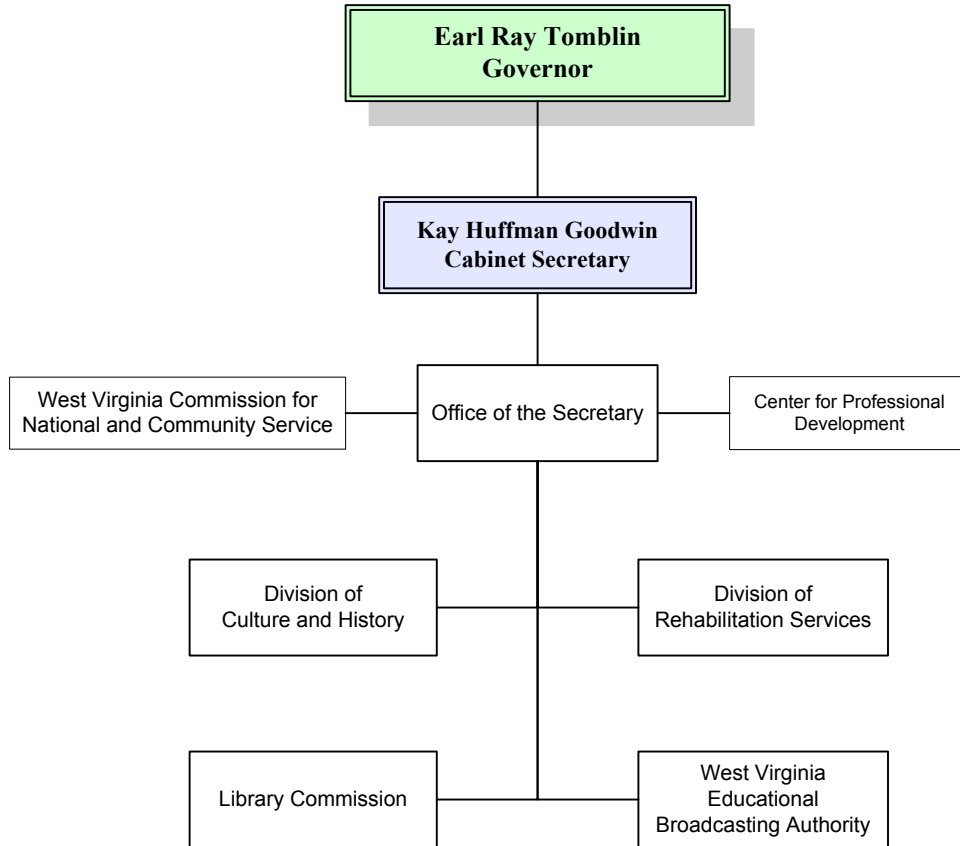 Earl Ray Tomblin
Governor
Kay Huffman Goodwin
Cabinet Secretary
West Virginia Commission for
National and Community Service
Office of the Secretary
Center for Professional
Development
Division of
Culture and History
Division of
Rehabilitation Services
Library Commission
West Virginia
Educational
Broadcasting Authority